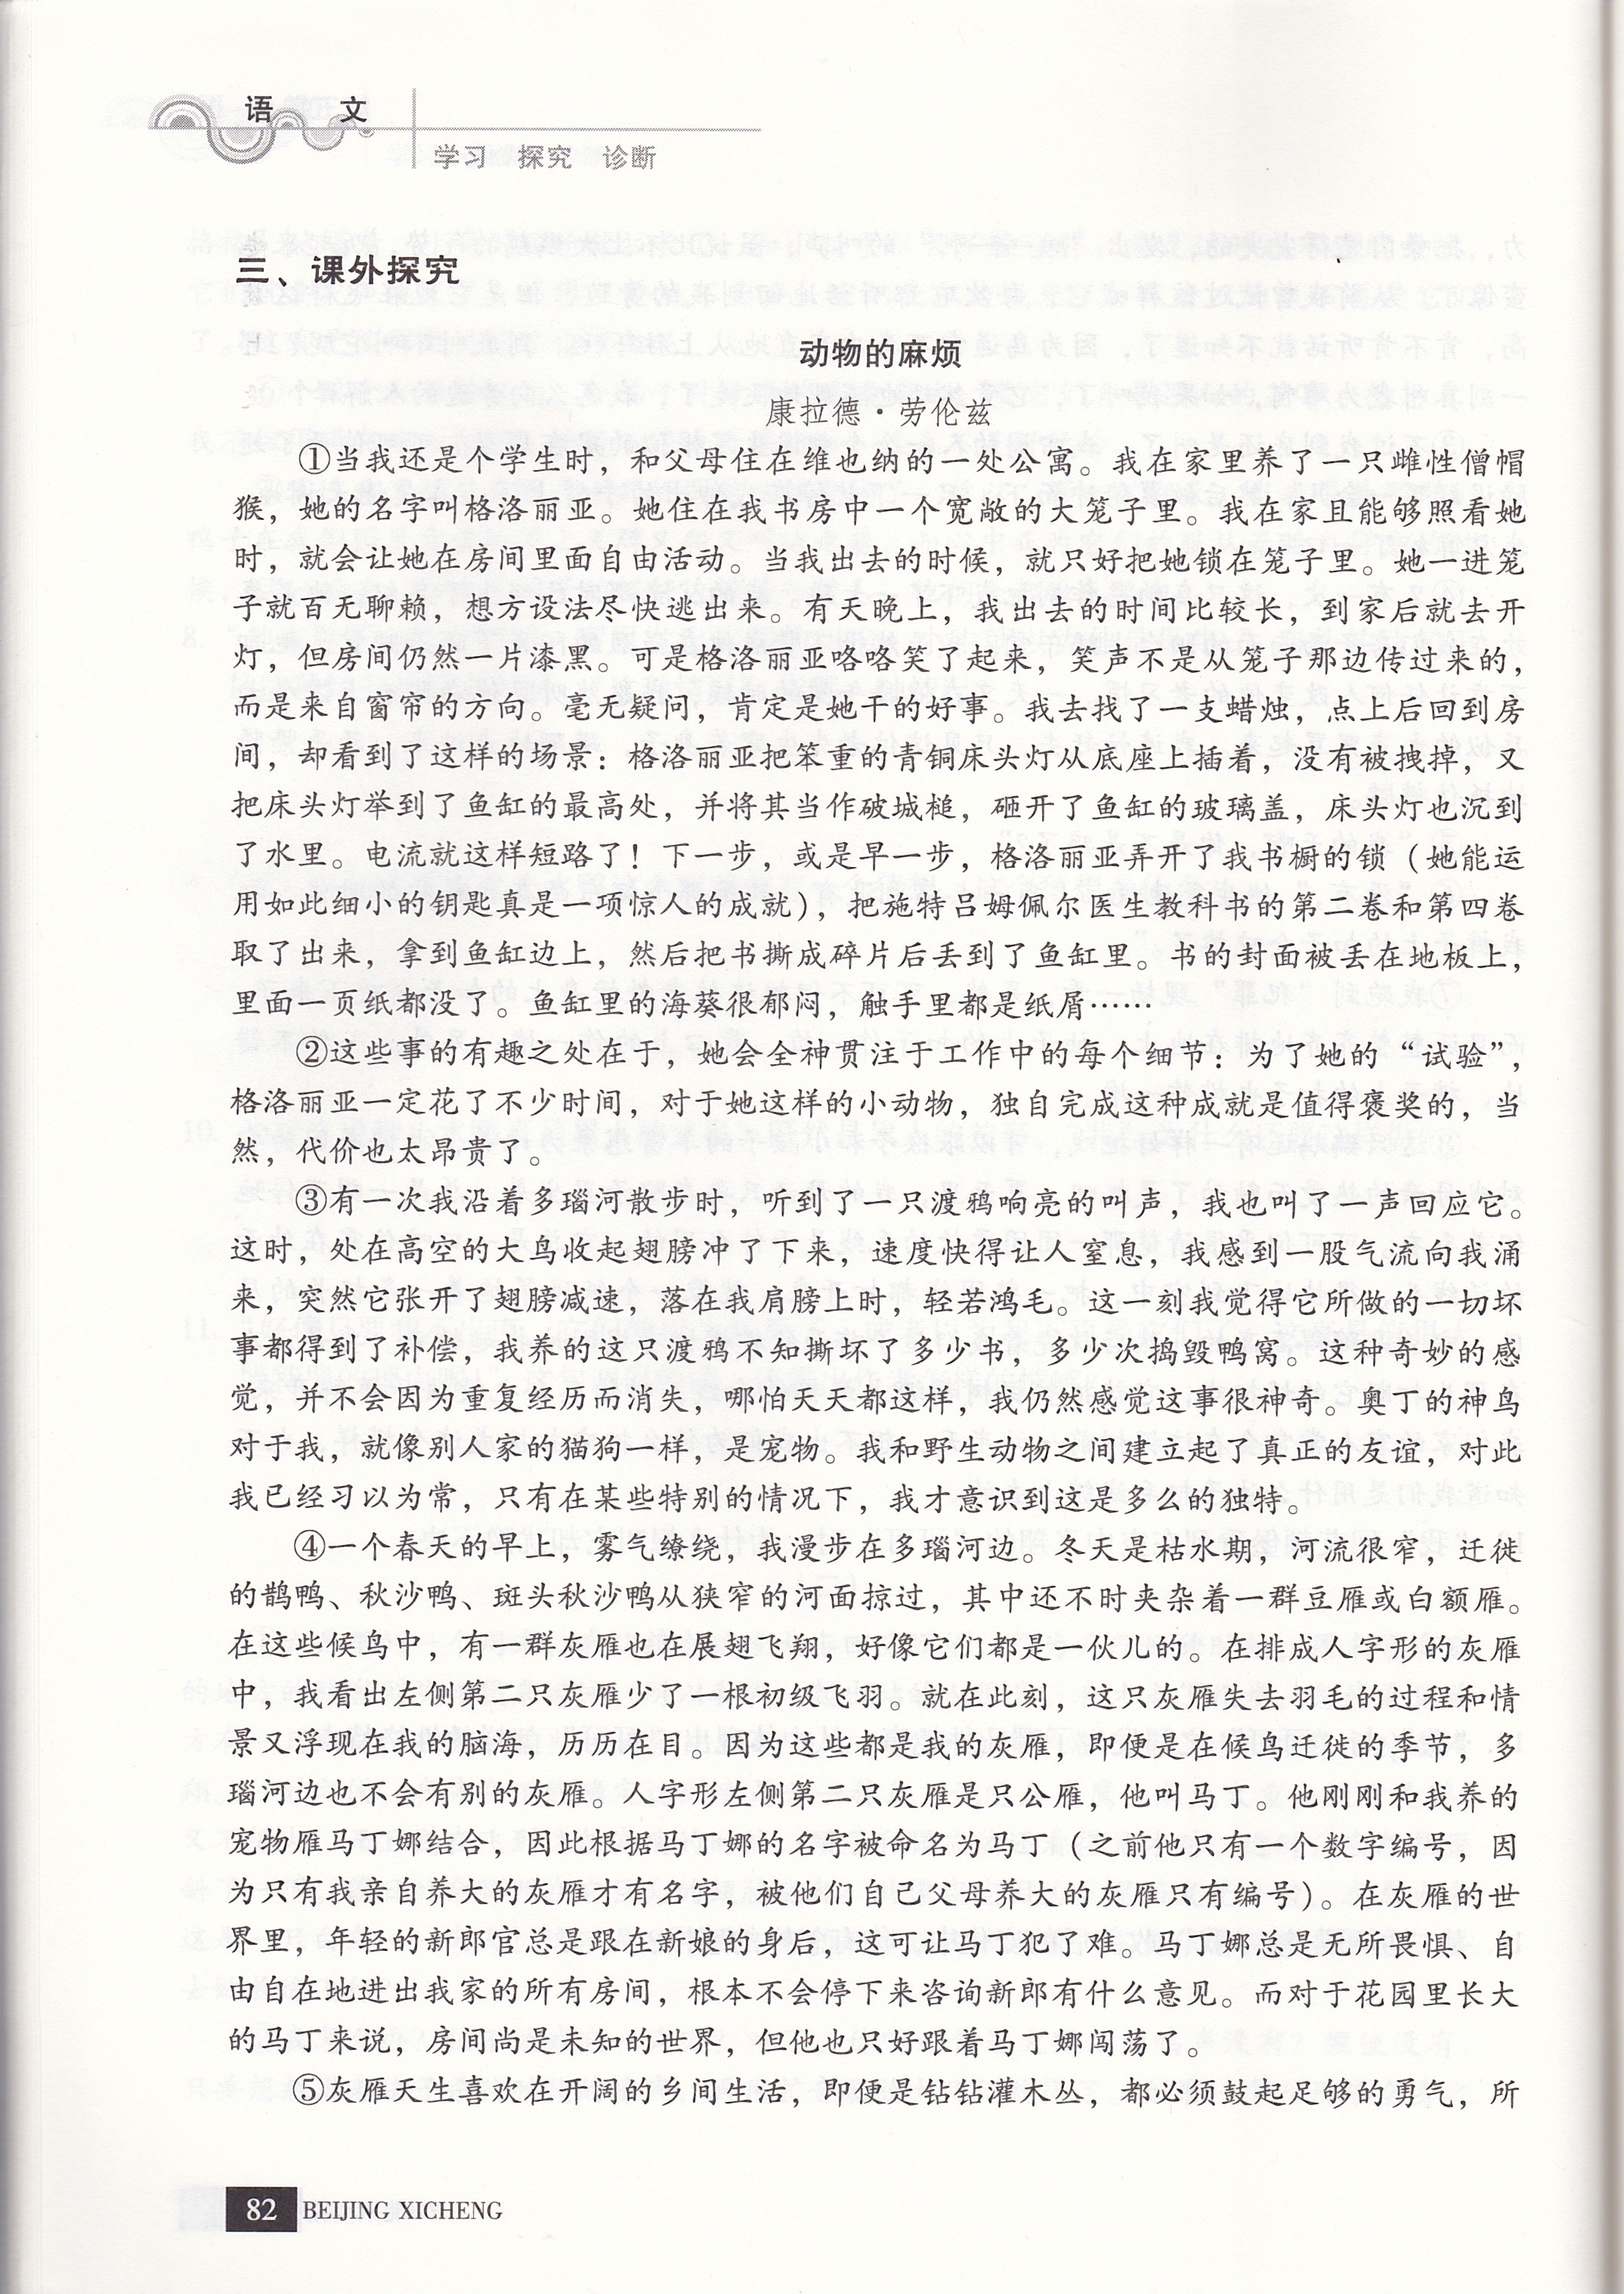 语 文
学习 探究 诊断
三、课外探究
动物的麻烦
康拉德·劳伦兹
①当我还是个学生时，和父母住在维也纳的一处公寓。我在家里养了一只雌性僧帽
猴，她的名字叫格洛丽亚。她住在我书房中一个宽敞的大笼子里。我在家且能够照看她
时，就会让她在房间里面自由活动。当我出去的时候，就只好把她锁在笼子里。她一进笼
子就百无聊赖，想方设法尽快逃出来。有天晚上，我出去的时间比较长，到家后就去开
灯，但房间仍然一片漆黑。可是格洛丽亚咯咯笑了起来，笑声不是从笼子那边传过来的，
而是来自窗帘的方向。毫无疑问，肯定是她干的好事。我去找了一支蜡烛，点上后回到房
间，却看到了这样的场景：格洛丽亚把笨重的青铜床头灯从底座上插着，没有被拽掉，又
把床头灯举到了鱼缸的最高处，并将其当作破城槌，砸开了鱼缸的玻璃盖，床头灯也沉到
了水里。电流就这样短路了！下一步，或是早一步，格洛丽亚弄开了我书橱的锁（她能运
用如此细小的钥匙真是一项惊人的成就），把施特吕姆佩尔医生教科书的第二卷和第四卷
取了出来，拿到鱼缸边上，然后把书撕成碎片后丢到了鱼缸里。书的封面被丢在地板上，
里面一页纸都没了。鱼缸里的海葵很郁闷，触手里都是纸屑……
②这些事的有趣之处在于，她会全神贯注于工作中的每个细节：为了她的“试验”，
格洛丽亚一定花了不少时间，对于她这样的小动物，独自完成这种成就是值得褒奖的，当
然，代价也太昂贵了。
③有一次我沿着多瑙河散步时，听到了一只渡鸦响亮的叫声，我也叫了一声回应它。
这时，处在高空的大鸟收起翅膀冲了下来，速度快得让人窒息，我感到一股气流向我涌
来，突然它张开了翅膀减速，落在我肩膀上时，轻若鸿毛。这一刻我觉得它所做的一切坏
事都得到了补偿，我养的这只渡鸦不知撕坏了多少书，多少次捣毁鸭窝。这种奇妙的感
觉，并不会因为重复经历而消失，哪怕天天都这样，我仍然感觉这事很神奇。奥丁的神鸟
对于我，就像别人家的猫狗一样，是宠物。我和野生动物之间建立起了真正的友谊，对此
我已经习以为常，只有在某些特别的情况下，我才意识到这是多么的独特。
④一个春天的早上，雾气缭绕，我漫步在多瑙河边。冬天是枯水期，河流很窄，迁徙
的鹊鸭、秋沙鸭、斑头秋沙鸭从狭窄的河面掠过，其中还不时夹杂着一群豆雁或白额雁。
在这些候鸟中，有一群灰雁也在展翅飞翔，好像它们都是一伙儿的。在排成人字形的灰雁
中，我看出左侧第二只灰雁少了一根初级飞羽。就在此刻，这只灰雁失去羽毛的过程和情
景又浮现在我的脑海，历历在目。因为这些都是我的灰雁，即便是在候鸟迁徙的季节，多
瑙河边也不会有别的灰雁。人字形左侧第二只灰雁是只公雁，他叫马丁。他刚刚和我养的
宠物雁马丁娜结合，因此根据马丁娜的名字被命名为马丁（之前他只有一个数字编号，因
为只有我亲自养大的灰雁才有名字，被他们自己父母养大的灰雁只有编号）。在灰雁的世
界里，年轻的新郎官总是跟在新娘的身后，这可让马丁犯了难。马丁娜总是无所畏惧、自
由自在地进出我家的所有房间，根本不会停下来咨询新郎有什么意见。而对于花园里长大
的马丁来说，房间尚是未知的世界，但他也只好跟着马丁娜闯荡了。
⑤灰雁天生喜欢在开阔的乡间生活，即便是钻钻灌木丛，都必须鼓起足够的勇气，所
82 BEIJING XICHENG